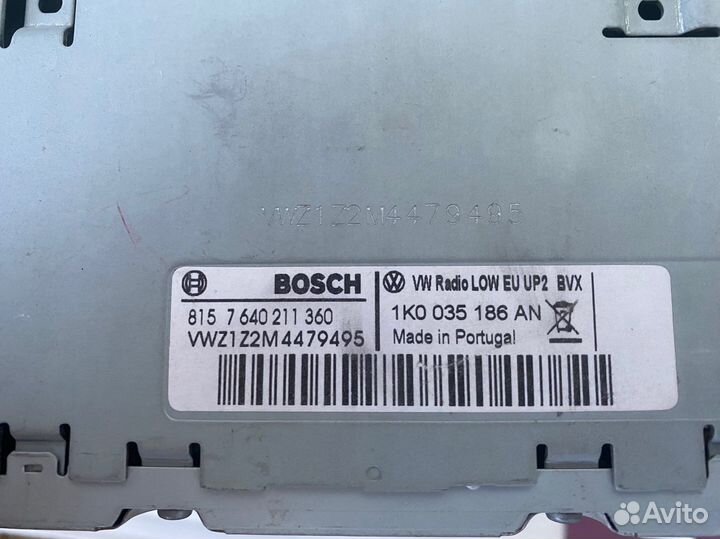 VWZ1Z2M4479485
BOSCH
VW Radio LOW EU UP2 BVX
815 7 640 211 360
1K0 035 186 AN
VWZ1Z2M4479495
Made in Portugal
Avito